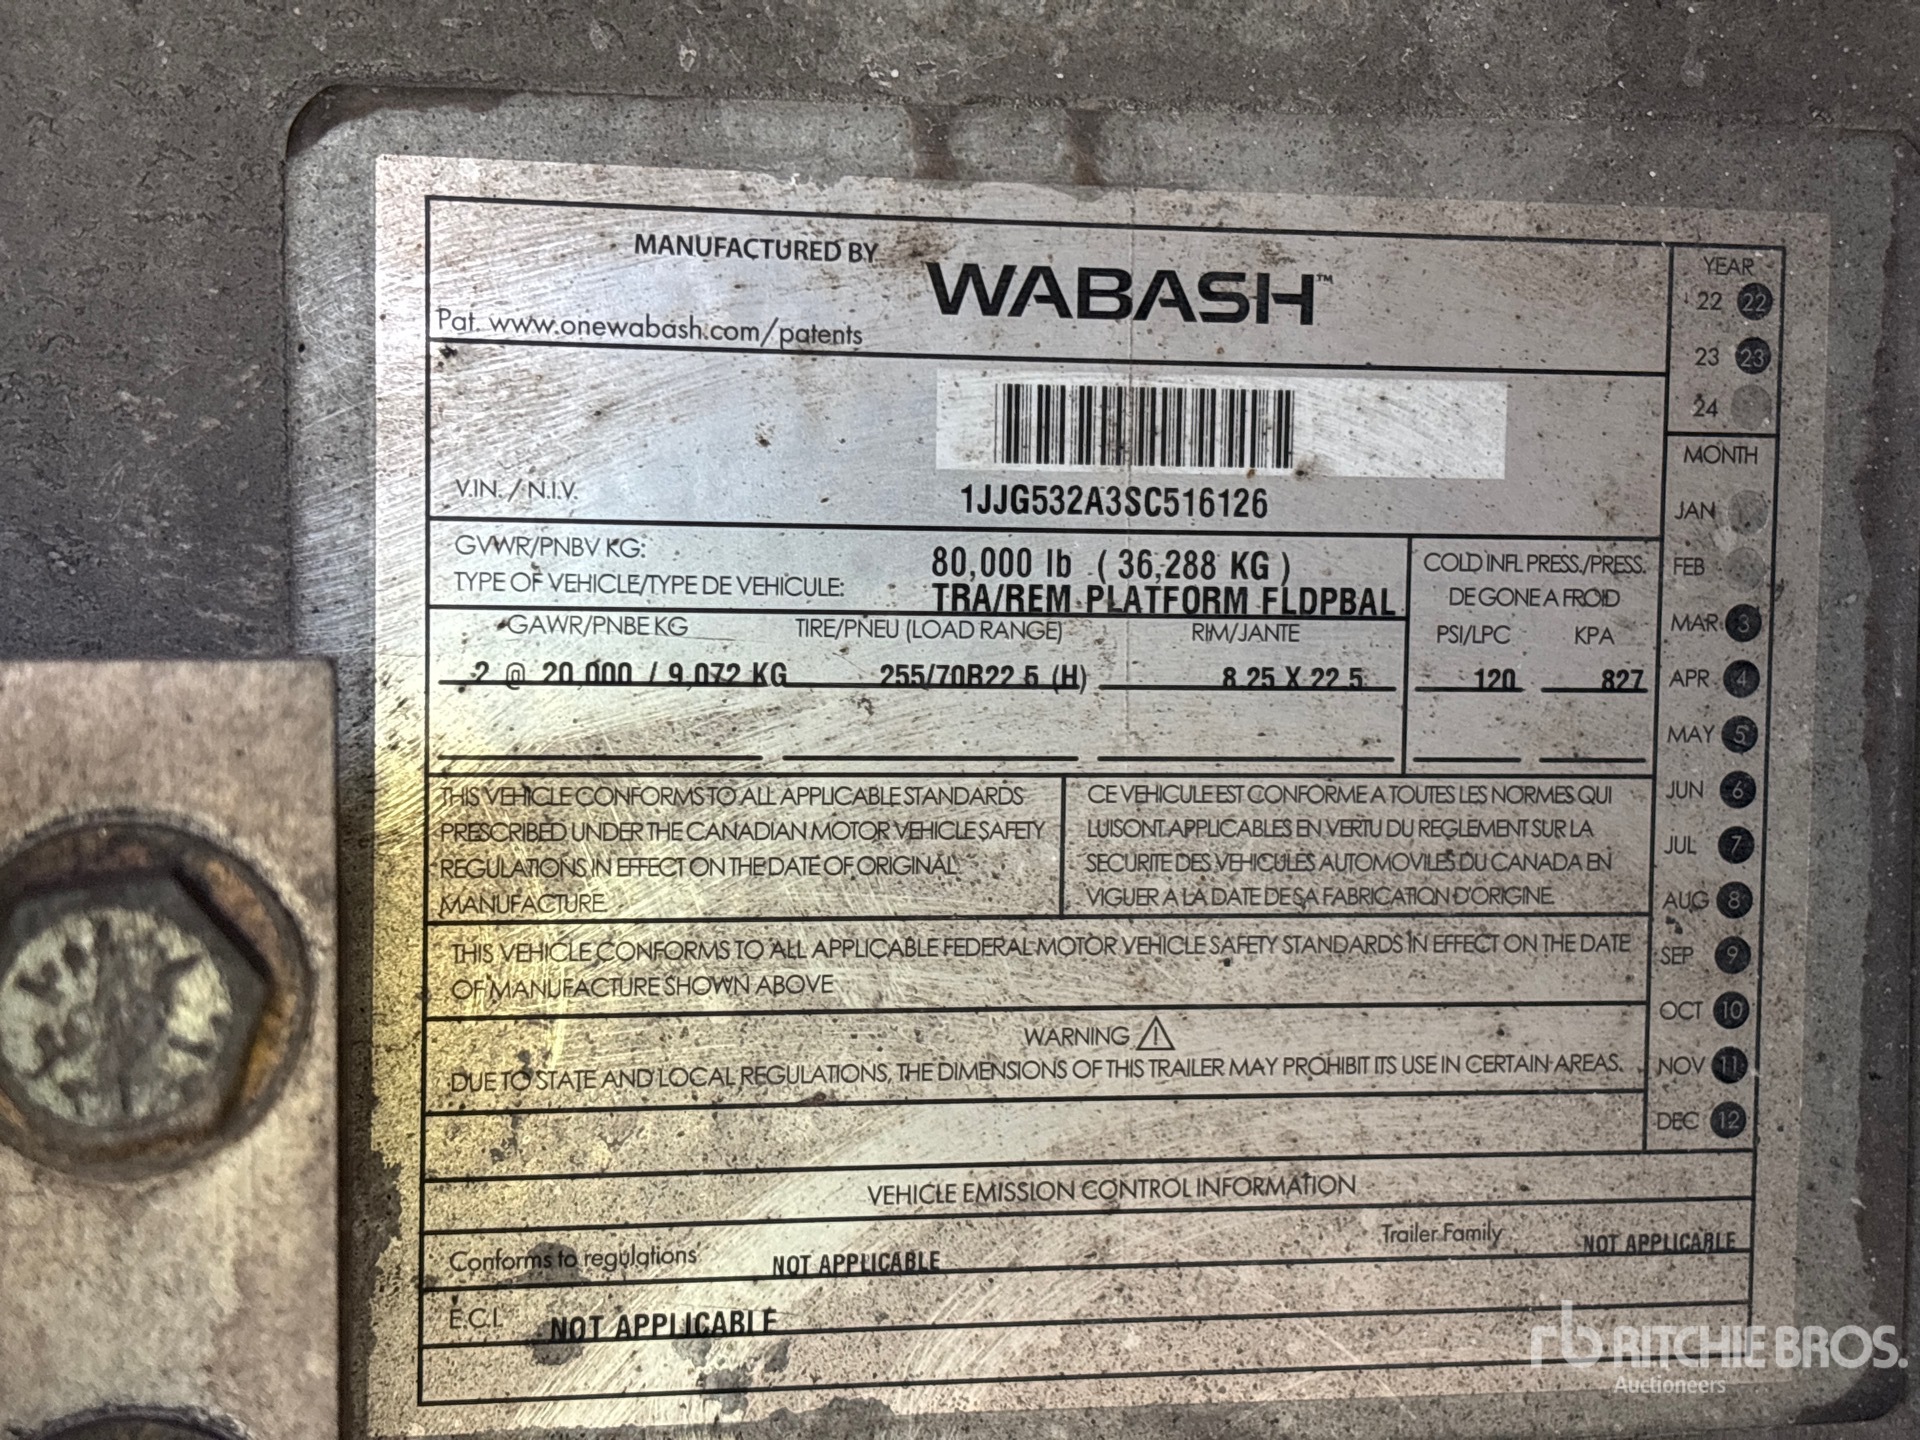 MANUFACTURED BY WABASH™
Pat. www.onewabash.com/patents
V.I.N. / N.I.V. 1JJG532A3SC516126
GVWR/PNBV KG: 80,000 lb ( 36,288 KG )
TYPE OF VEHICLE/TYPE DE VEHICULE: TRA/REM PLATFORM FLDPBAL
COLD INFL PRESS./PRESS.
DE GONE A FROID
GAWR/PNBE KG TIRE/PNEU (LOAD RANGE) RIM/JANTE PSI/LPC KPA
2 @ 20,000 / 9,072 KG 255/70R22.5 (H) 8.25 X 22.5 120 827
THIS VEHICLE CONFORMS TO ALL APPLICABLE STANDARDS
PRESCRIBED UNDER THE CANADIAN MOTOR VEHICLE SAFETY
REGULATIONS IN EFFECT ON THE DATE OF ORIGINAL
MANUFACTURE
CE VEHICULE EST CONFORME A TOUTES LES NORMES QUI
LUI SONT APPLICABLES EN VERTU DU REGLEMENT SUR LA
SECURITE DES VEHICULES AUTOMOVILES DU CANADA EN
VIGUER A LA DATE DE SA FABRICATION D'ORIGINE
THIS VEHICLE CONFORMS TO ALL APPLICABLE FEDERAL MOTOR VEHICLE SAFETY STANDARDS IN EFFECT ON THE DATE
OF MANUFACTURE SHOWN ABOVE
WARNING
DUE TO STATE AND LOCAL REGULATIONS, THE DIMENSIONS OF THIS TRAILER MAY PROHIBIT ITS USE IN CERTAIN AREAS.
VEHICLE EMISSION CONTROL INFORMATION
Conforms to regulations NOT APPLICABLE Trailer Family NOT APPLICABLE
E.C.I. NOT APPLICABLE
YEAR
22 22
23 23
24
MONTH
JAN
FEB
MAR 3
APR 4
MAY 5
JUN 6
JUL 7
AUG 8
SEP 9
OCT 10
NOV 11
DEC 12
rb RITCHIE BROS.
Auctioneers